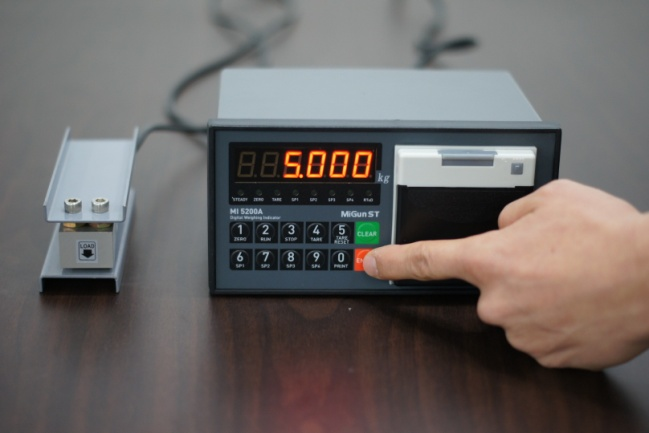 5.000 kg
STEADY ZERO TARE SP1 SP2 SP3 SP4
MI 5200A
Digital Weighing Indicator
MiGunST
1 2 3 4 5 CLEAR
ZERO RUN STOP TARE TARE RESET
6 7 8 9 0
SP1 SP2 SP3 SP4 PRINT
LOAD